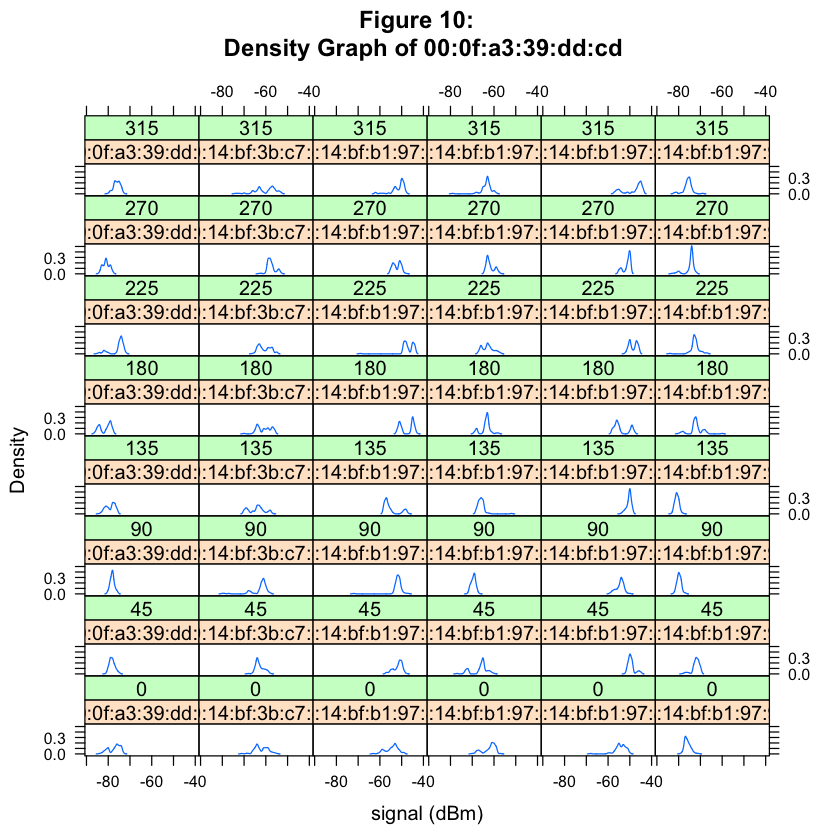 Figure 10:
Density Graph of 00:0f:a3:39:dd:cd
-80 -60 -40 -80 -60 -40 -80 -60 -40
315 315 315 315 315 315
:0f:a3:39:dd: :14:bf:3b:c7: :14:bf:b1:97: :14:bf:b1:97: :14:bf:b1:97: :14:bf:b1:97:
0.3
0.0
270 270 270 270 270 270
:0f:a3:39:dd: :14:bf:3b:c7: :14:bf:b1:97: :14:bf:b1:97: :14:bf:b1:97: :14:bf:b1:97:
0.3
0.0
225 225 225 225 225 225
:0f:a3:39:dd: :14:bf:3b:c7: :14:bf:b1:97: :14:bf:b1:97: :14:bf:b1:97: :14:bf:b1:97:
0.3
0.0
180 180 180 180 180 180
:0f:a3:39:dd: :14:bf:3b:c7: :14:bf:b1:97: :14:bf:b1:97: :14:bf:b1:97: :14:bf:b1:97:
0.3
0.0
Density
135 135 135 135 135 135
:0f:a3:39:dd: :14:bf:3b:c7: :14:bf:b1:97: :14:bf:b1:97: :14:bf:b1:97: :14:bf:b1:97:
0.3
0.0
90 90 90 90 90 90
:0f:a3:39:dd: :14:bf:3b:c7: :14:bf:b1:97: :14:bf:b1:97: :14:bf:b1:97: :14:bf:b1:97:
0.3
0.0
45 45 45 45 45 45
:0f:a3:39:dd: :14:bf:3b:c7: :14:bf:b1:97: :14:bf:b1:97: :14:bf:b1:97: :14:bf:b1:97:
0.3
0.0
0 0 0 0 0 0
:0f:a3:39:dd: :14:bf:3b:c7: :14:bf:b1:97: :14:bf:b1:97: :14:bf:b1:97: :14:bf:b1:97:
0.3
0.0
-80 -60 -40 -80 -60 -40 -80 -60 -40
signal (dBm)